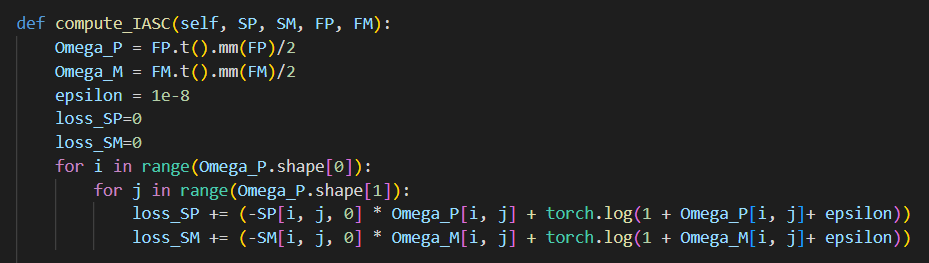 def compute_IASC(self, SP, SM, FP, FM):
Omega_P = FP.t().mm(FP)/2
Omega_M = FM.t().mm(FM)/2
epsilon = 1e-8
loss_SP=0
loss_SM=0
for i in range(Omega_P.shape[0]):
for j in range(Omega_P.shape[1]):
loss_SP += (-SP[i, j, 0] * Omega_P[i, j] + torch.log(1 + Omega_P[i, j]+ epsilon))
loss_SM += (-SM[i, j, 0] * Omega_M[i, j] + torch.log(1 + Omega_M[i, j]+ epsilon))